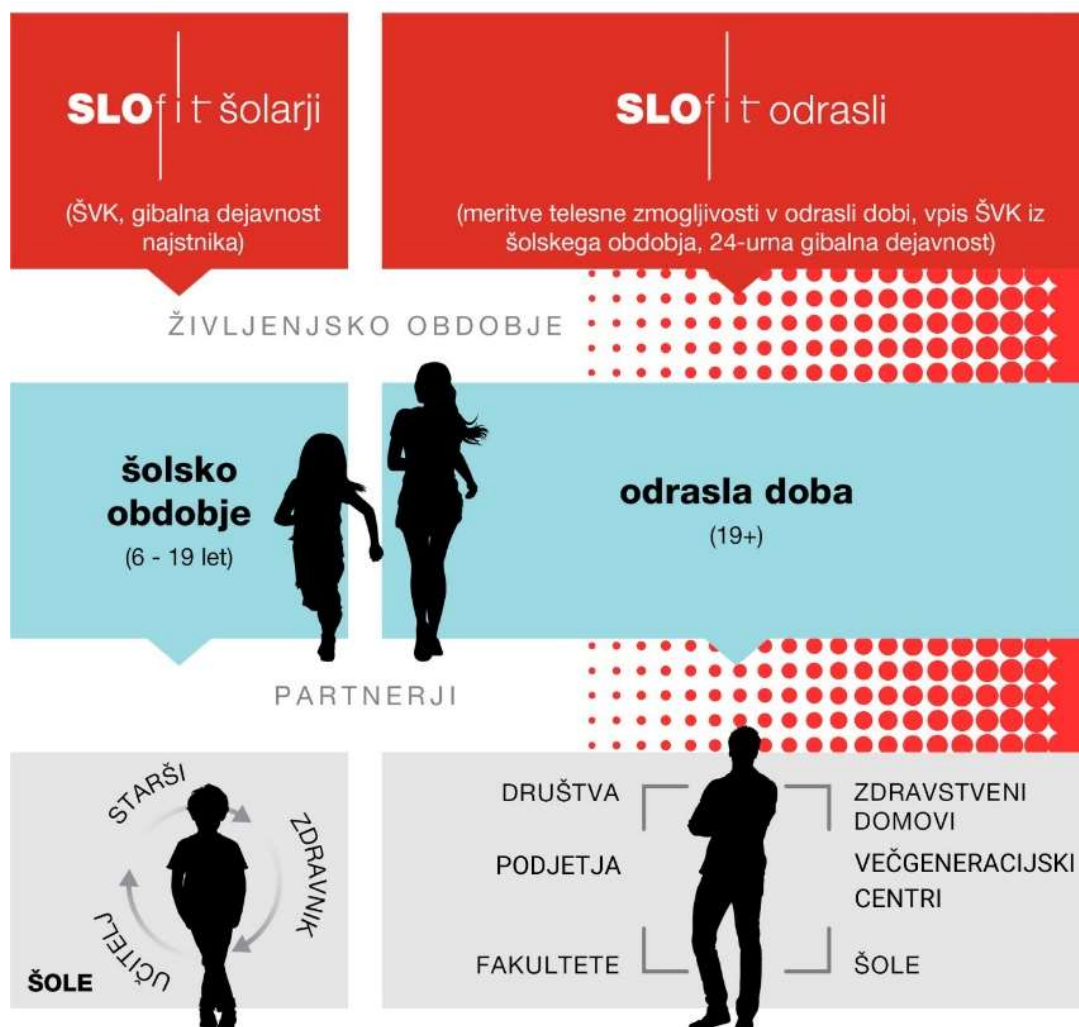 SLOfit šolarji
(ŠVK, gibalna dejavnost
najstnika)
SLOfit odrasli
(meritve telesne zmogljivosti v odrasli dobi, vpis ŠVK iz
šolskega obdobja, 24-urna gibalna dejavnost)
ŽIVLJENJSKO OBDOBJE
šolsko
obdobje
(6 - 19 let)
odrasla doba
(19+)
PARTNERJI
STARŠI
ZDRAVNIK
UČITELJ
ŠOLE
DRUŠTVA
PODJETJA
FAKULTETE
ZDRAVSTVENI
DOMOVI
VEČGENERACIJSKI
CENTRI
ŠOLE